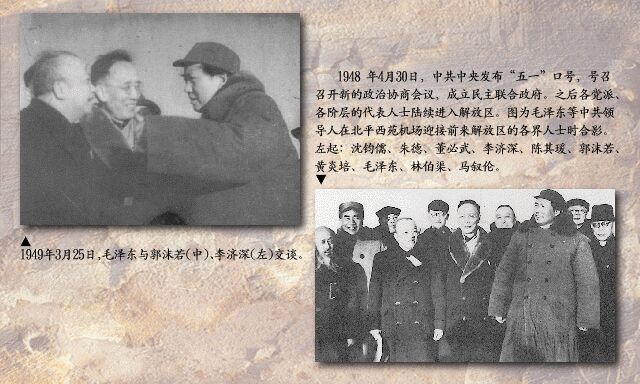 1948 年4月30日，中共中央发布“五一”口号，号召
召开新的政治协商会议，成立民主联合政府。之后各党派、
各阶层的代表人士陆续进入解放区。图为毛泽东等中共领
导人在北平西苑机场迎接前来解放区的各界人士时合影。
左起：沈钧儒、朱德、董必武、李济深、陈其瑗、郭沫若、
黄炎培、毛泽东、林伯渠、马叙伦。
1949年3月25日,毛泽东与郭沫若(中)、李济深(左)交谈。